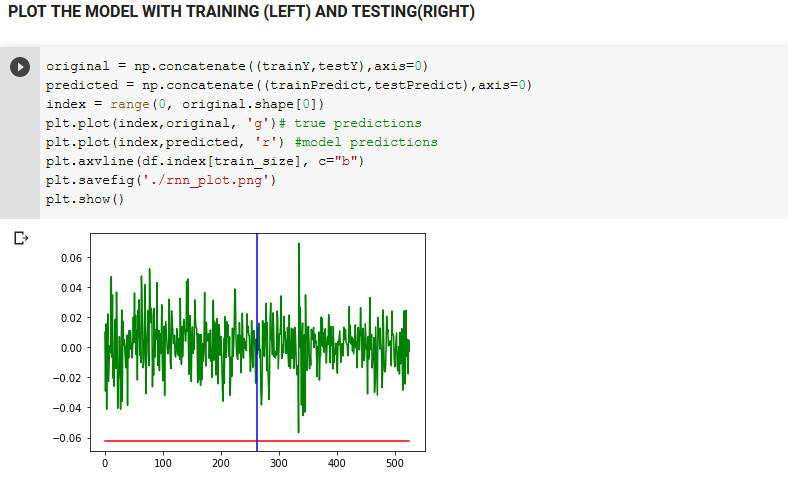 PLOT THE MODEL WITH TRAINING (LEFT) AND TESTING(RIGHT)
original = np.concatenate((trainY,testY),axis=0)
predicted = np.concatenate((trainPredict,testPredict),axis=0)
index = range(0, original.shape[0])
plt.plot(index,original, 'g')# true predictions
plt.plot(index,predicted, 'r') #model predictions
plt.axvline(df.index[train_size], c="b")
plt.savefig('./rnn_plot.png')
plt.show()
0.06
0.04
0.02
0.00
−0.02
−0.04
−0.06
0 100 200 300 400 500